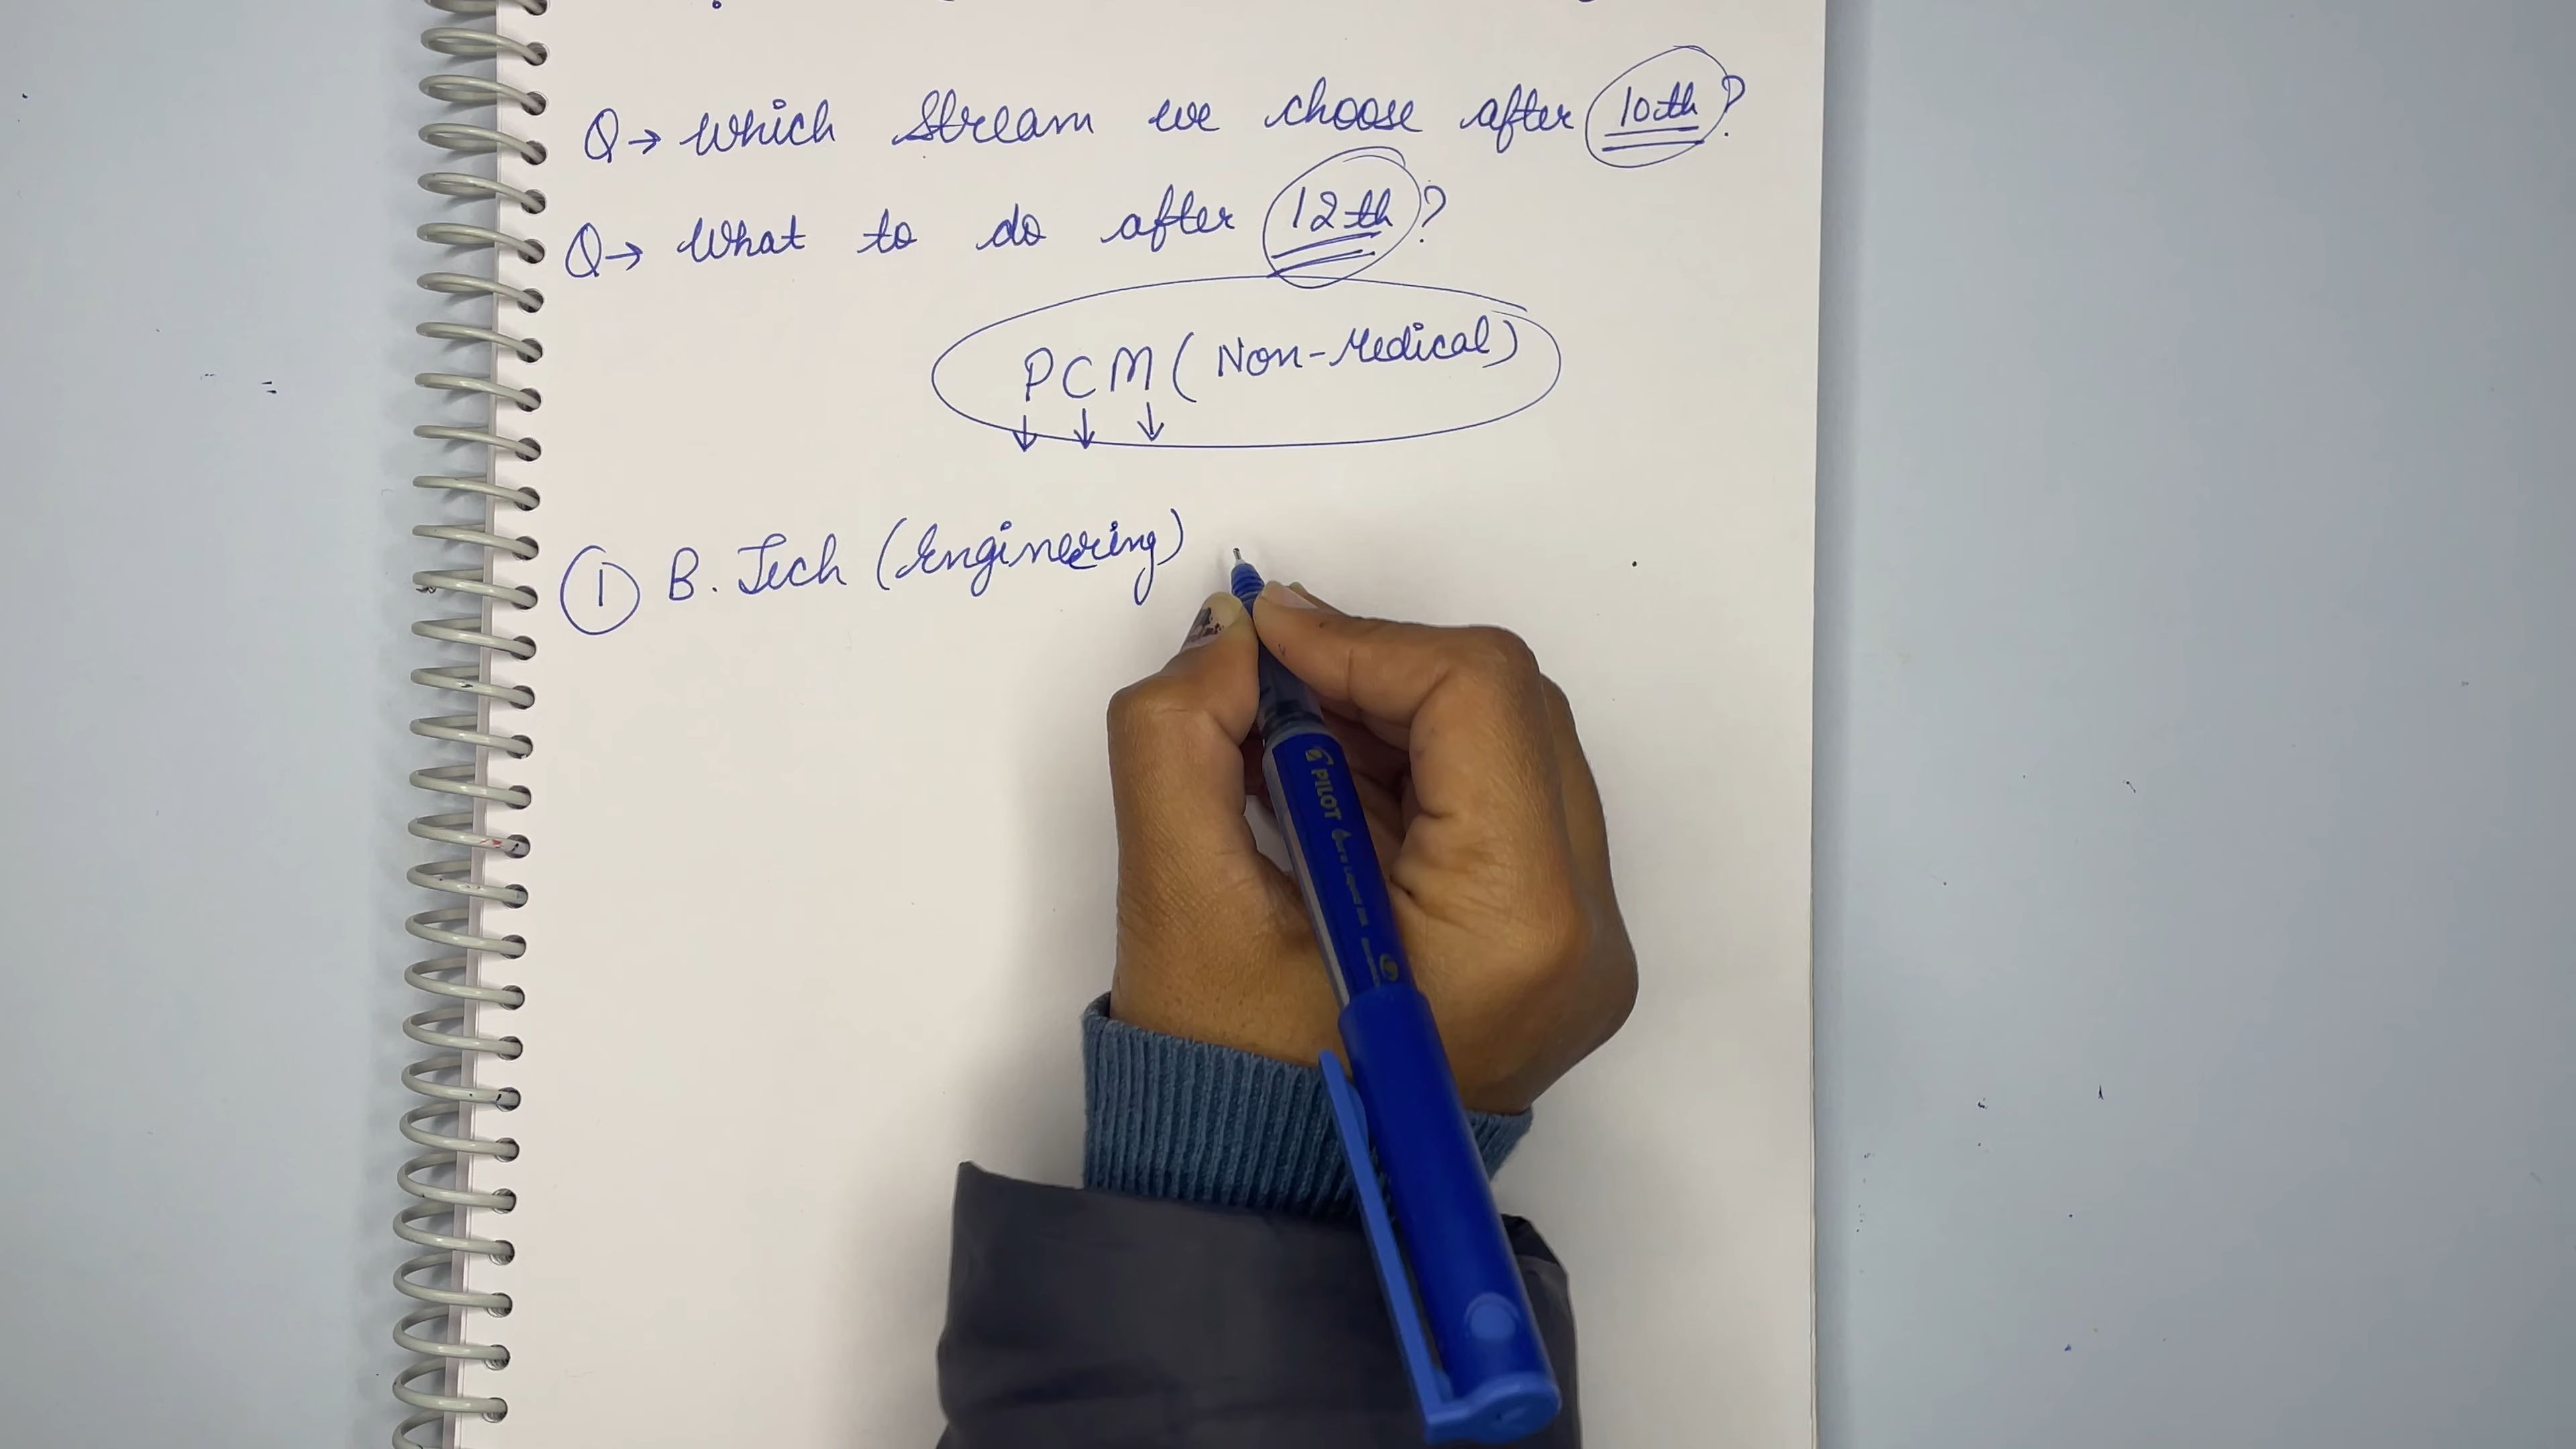 Q→ Which Stream we choose after 10th?
Q→ What to do after 12th?
PCM (Non-Medical)
↓ ↓ ↓
① B. Tech (Engineering)
PILOT